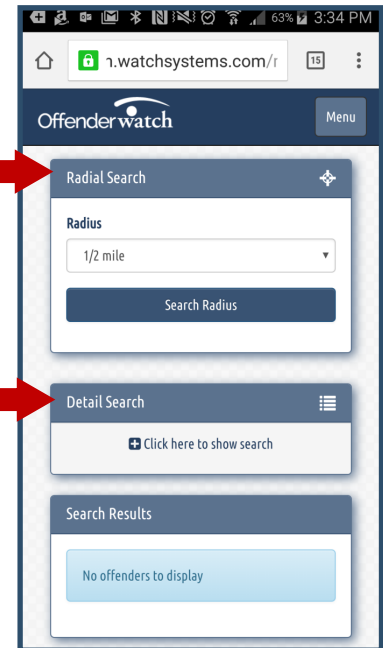 63% 3:34 PM
n.watchsystems.com/r
15
Offenderwatch
Menu
Radial Search
Radius
1/2 mile
Search Radius
Detail Search
Click here to show search
Search Results
No offenders to display